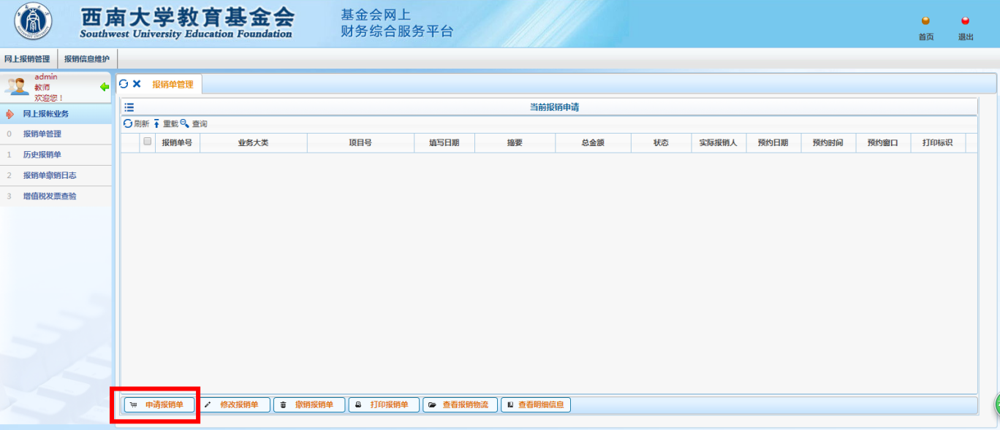 西南大学教育基金会
Southwest University Education Foundation
基金会网上
财务综合服务平台
首页 退出
网上报销管理 报销信息维护
admin
教师
欢迎您！
网上报帐业务
0 报销单管理
1 历史报销单
2 报销单撤销日志
3 增值税发票查验
报销单管理
当前报销申请
刷新 重载 查询
报销单号 业务大类 项目号 填写日期 摘要 总金额 状态 实际报销人 预约日期 预约时间 预约窗口 打印标识
申请报销单 修改报销单 撤销报销单 打印报销单 查看报销物流 查看明细信息